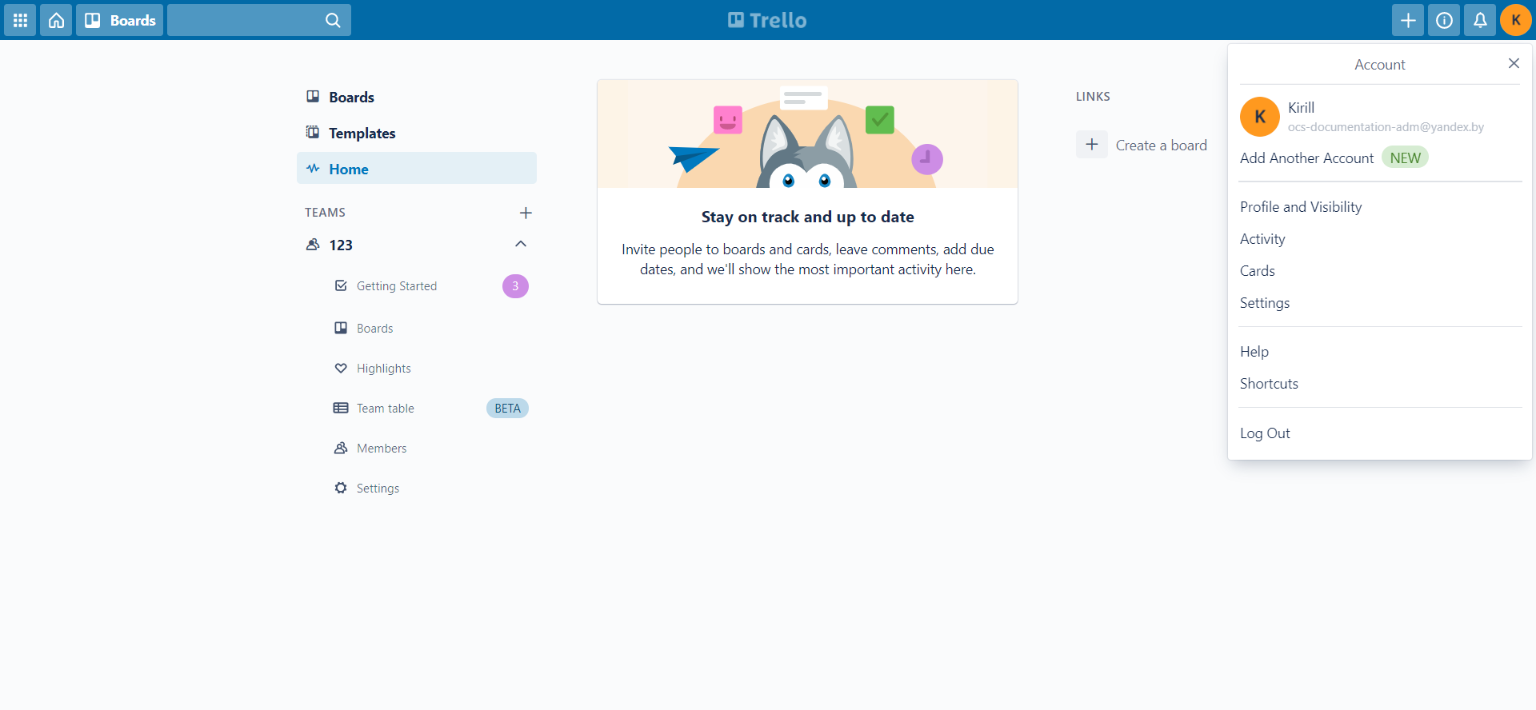 Boards
Trello
K
Boards
Templates
Home
TEAMS
123
Getting Started
3
Boards
Highlights
Team table
BETA
Members
Settings
Stay on track and up to date
Invite people to boards and cards, leave comments, add due
dates, and we'll show the most important activity here.
LINKS
Create a board
Account
K
Kirill
ocs-documentation-adm@yandex.by
Add Another Account NEW
Profile and Visibility
Activity
Cards
Settings
Help
Shortcuts
Log Out